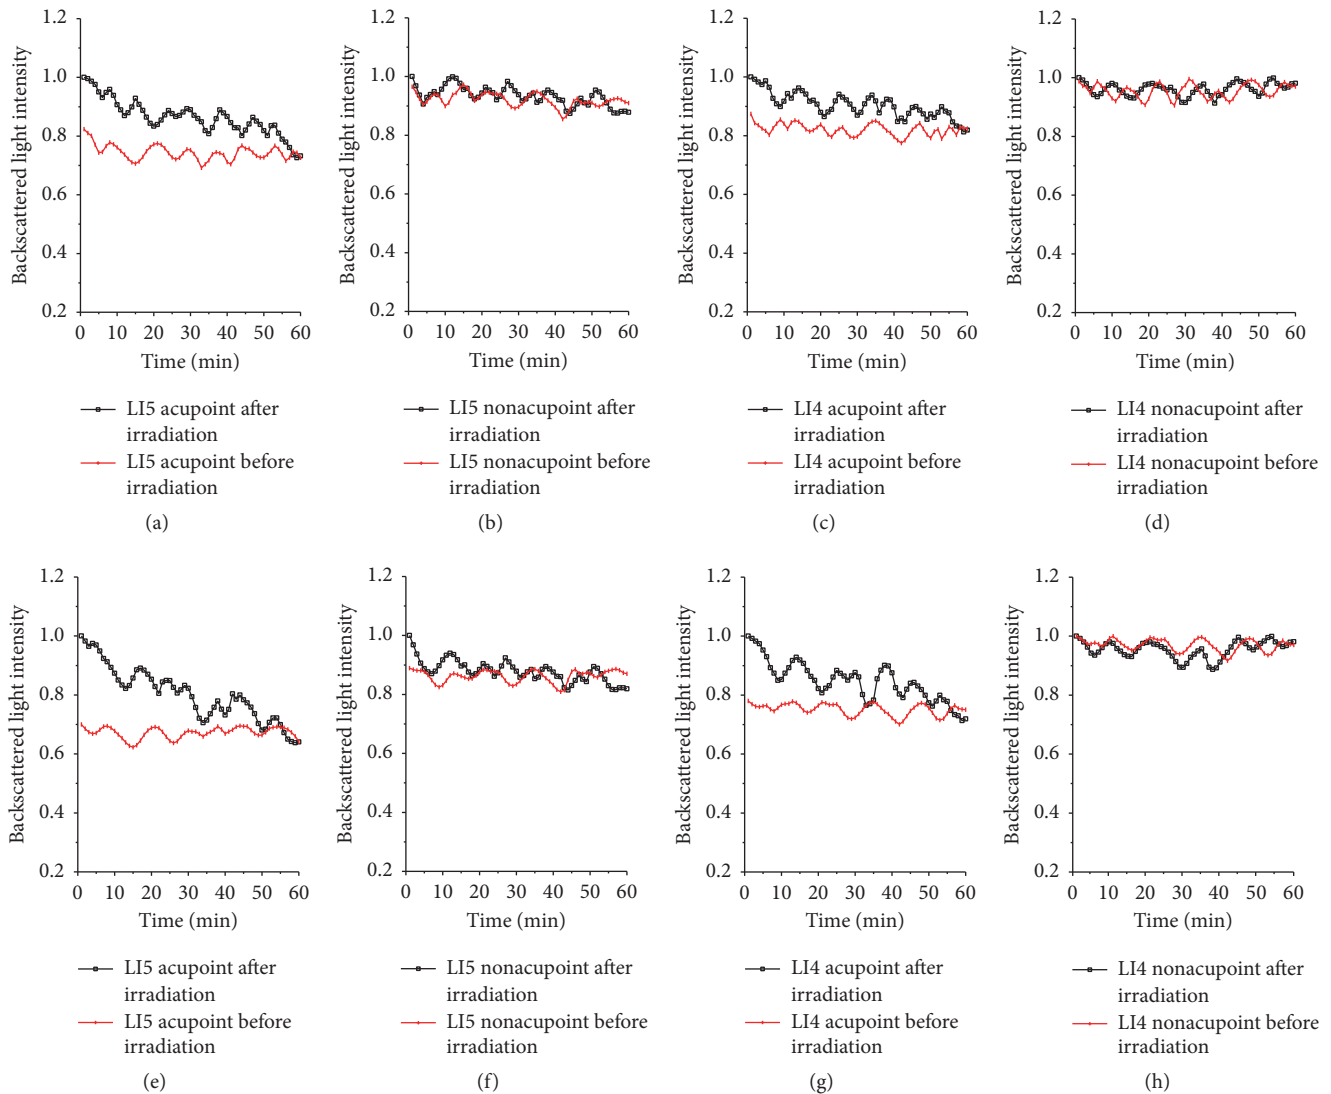 Backscattered light intensity
1.2
1.0
0.8
0.6
0.4
0.2
0 10 20 30 40 50 60
Time (min)
LI5 acupoint after
irradiation
LI5 acupoint before
irradiation
(a)
Backscattered light intensity
1.2
1.0
0.8
0.6
0.4
0.2
0 10 20 30 40 50 60
Time (min)
LI5 nonacupoint after
irradiation
LI5 nonacupoint before
irradiation
(b)
Backscattered light intensity
1.2
1.0
0.8
0.6
0.4
0.2
0 10 20 30 40 50 60
Time (min)
LI4 acupoint after
irradiation
LI4 acupoint before
irradiation
(c)
Backscattered light intensity
1.2
1.0
0.8
0.6
0.4
0.2
0 10 20 30 40 50 60
Time (min)
LI4 nonacupoint after
irradiation
LI4 nonacupoint before
irradiation
(d)
Backscattered light intensity
1.2
1.0
0.8
0.6
0.4
0.2
0 10 20 30 40 50 60
Time (min)
LI5 acupoint after
irradiation
LI5 acupoint before
irradiation
(e)
Backscattered light intensity
1.2
1.0
0.8
0.6
0.4
0.2
0 10 20 30 40 50 60
Time (min)
LI5 nonacupoint after
irradiation
LI5 nonacupoint before
irradiation
(f)
Backscattered light intensity
1.2
1.0
0.8
0.6
0.4
0.2
0 10 20 30 40 50 60
Time (min)
LI4 acupoint after
irradiation
LI4 acupoint before
irradiation
(g)
Backscattered light intensity
1.2
1.0
0.8
0.6
0.4
0.2
0 10 20 30 40 50 60
Time (min)
LI4 nonacupoint after
irradiation
LI4 nonacupoint before
irradiation
(h)